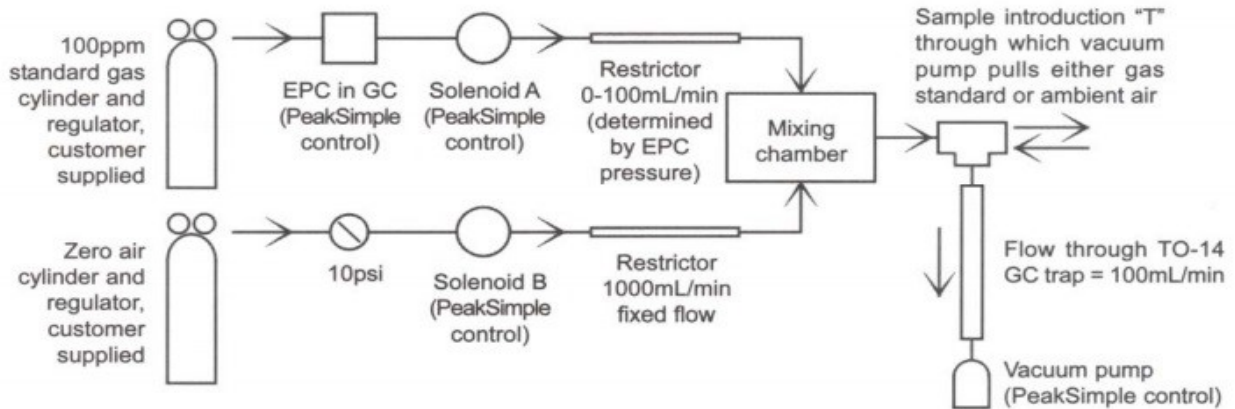 100ppm
standard gas
cylinder and
regulator,
customer
supplied
EPC in GC
(PeakSimple
control)
Solenoid A
(PeakSimple
control)
Restrictor
0-100mL/min
(determined
by EPC
pressure)
Mixing
chamber
Sample introduction “T”
through which vacuum
pump pulls either gas
standard or ambient air
Zero air
cylinder and
regulator,
customer
supplied
10psi
Solenoid B
(PeakSimple
control)
Restrictor
1000mL/min
fixed flow
Flow through TO-14
GC trap = 100mL/min
Vacuum pump
(PeakSimple control)